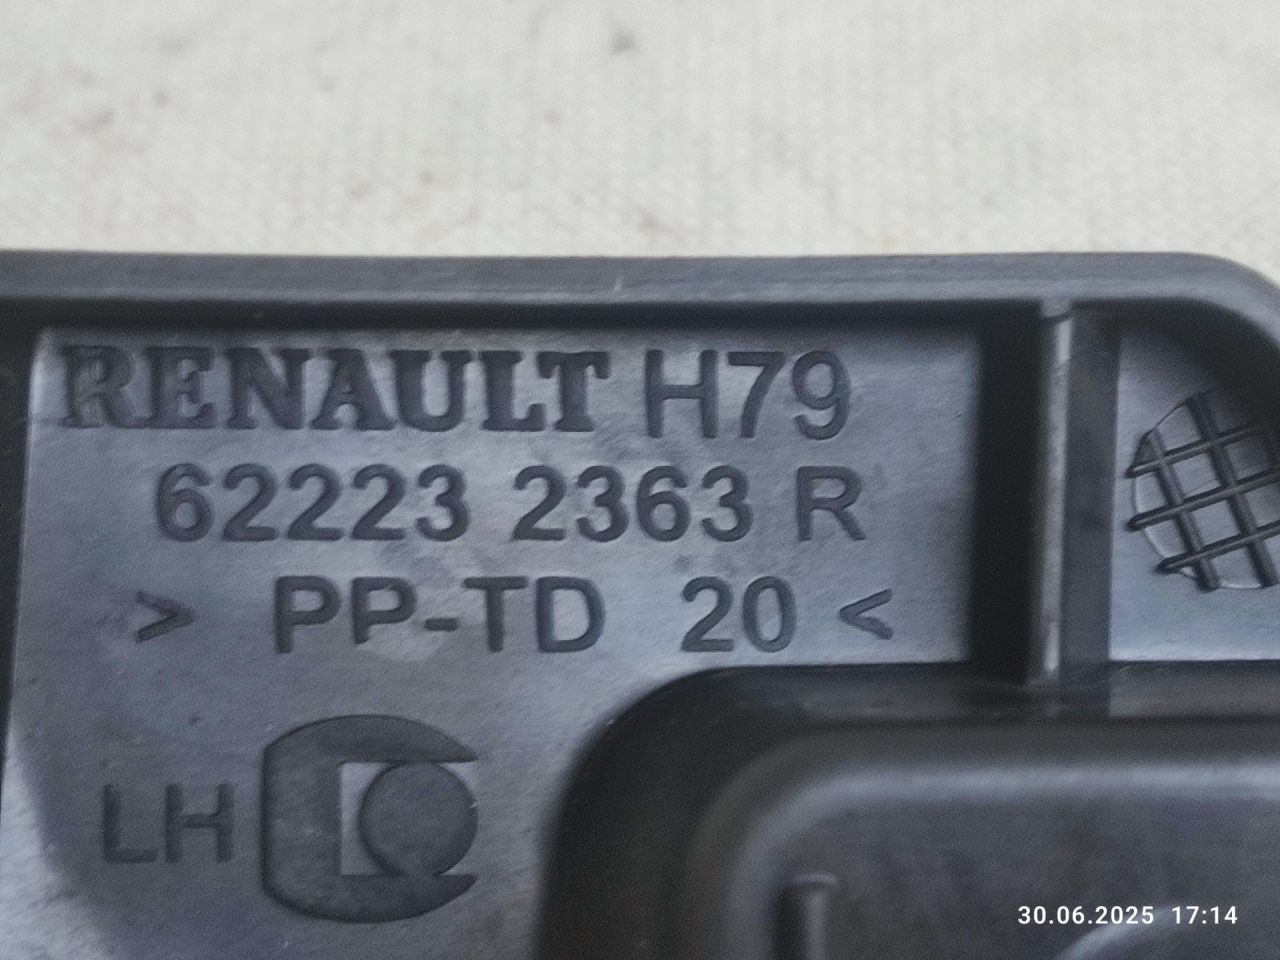 RENAULT H79
62223 2363 R
> PP-TD 20 <
LH
30.06.2025 17:14